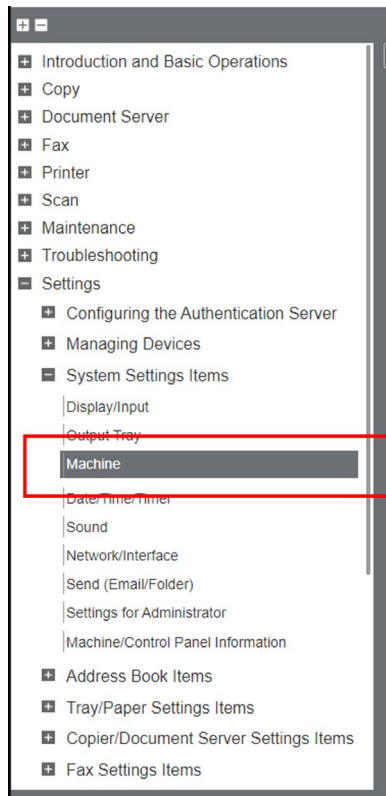 Introduction and Basic Operations
Copy
Document Server
Fax
Printer
Scan
Maintenance
Troubleshooting
Settings
Configuring the Authentication Server
Managing Devices
System Settings Items
Display/Input
Output Tray
Machine
Date/Time/Timer
Sound
Network/Interface
Send (Email/Folder)
Settings for Administrator
Machine/Control Panel Information
Address Book Items
Tray/Paper Settings Items
Copier/Document Server Settings Items
Fax Settings Items